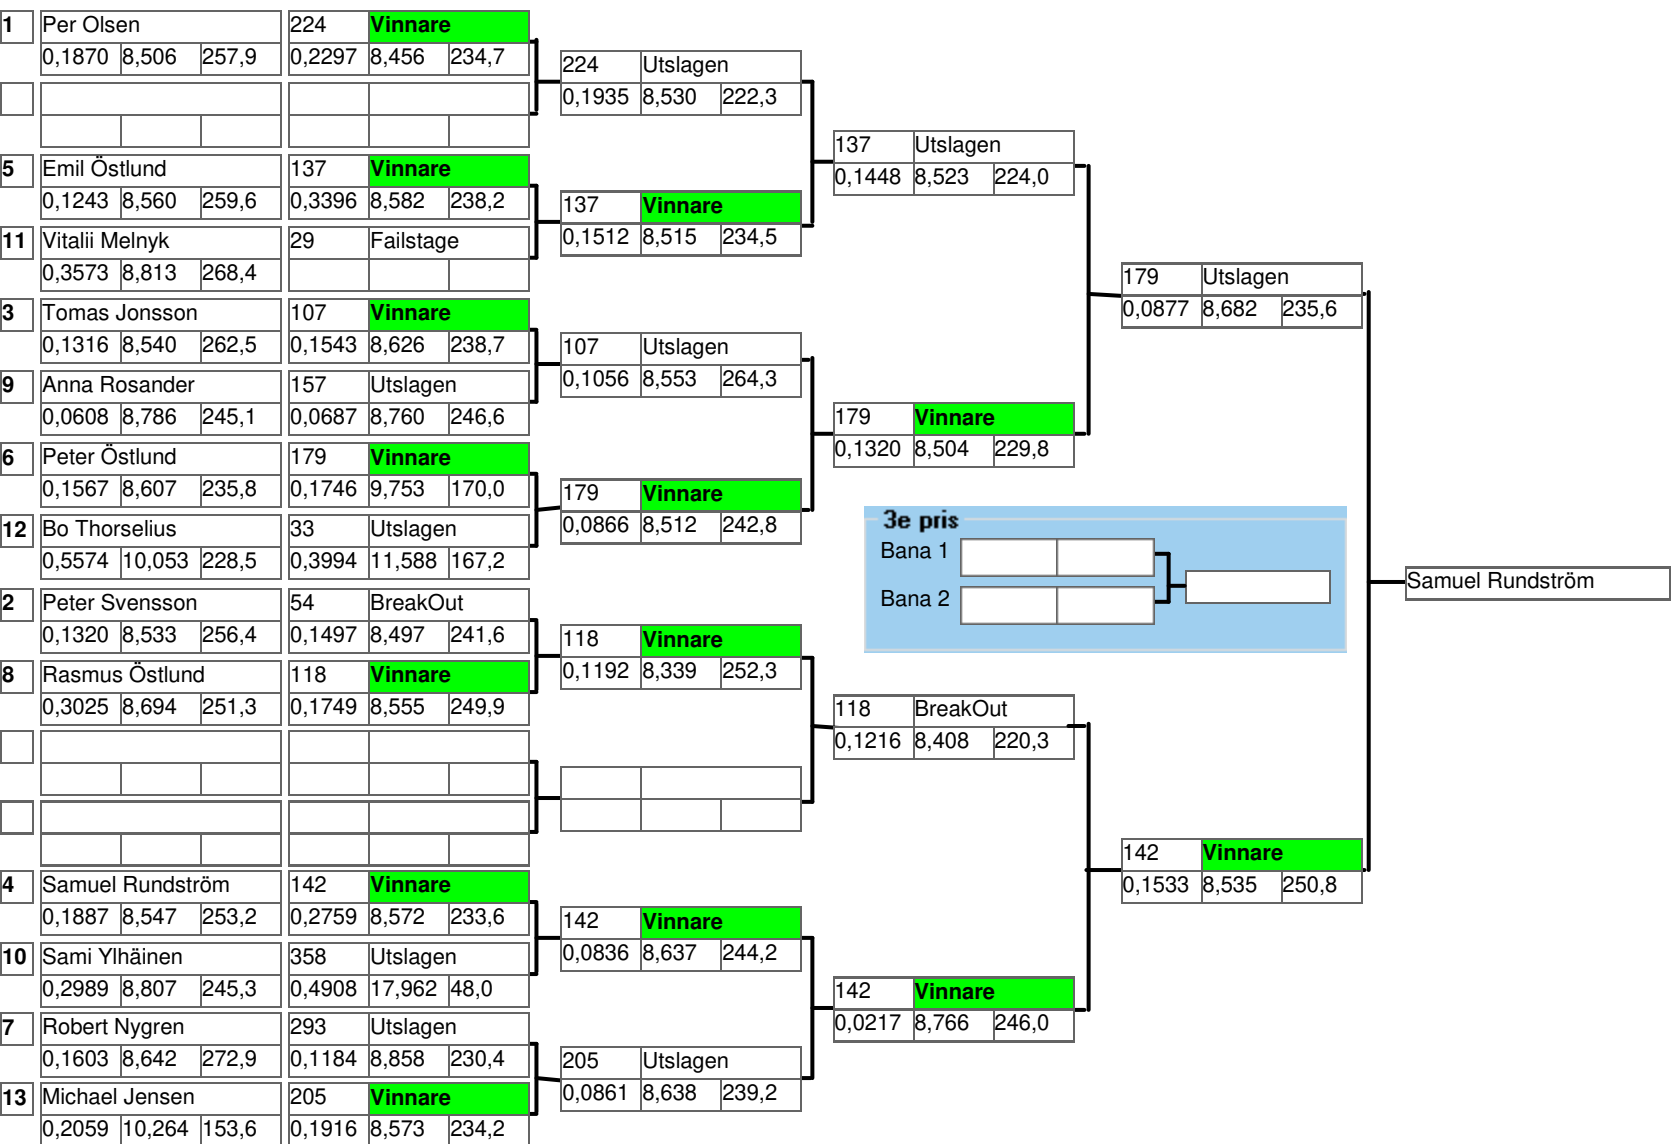 1 Per Olsen 224 Vinnare
0,1870 8,506 257,9 0,2297 8,456 234,7
224 Utslagen
0,1935 8,530 222,3
137 Utslagen
0,1448 8,523 224,0
5 Emil Östlund 137 Vinnare
0,1243 8,560 259,6 0,3396 8,582 238,2
137 Vinnare
0,1512 8,515 234,5
11 Vitalii Melnyk 29 Failstage
0,3573 8,813 268,4
179 Utslagen
0,0877 8,682 235,6
3 Tomas Jonsson 107 Vinnare
0,1316 8,540 262,5 0,1543 8,626 238,7
107 Utslagen
0,1056 8,553 264,3
9 Anna Rosander 157 Utslagen
0,0608 8,786 245,1 0,0687 8,760 246,6
179 Vinnare
0,1320 8,504 229,8
6 Peter Östlund 179 Vinnare
0,1567 8,607 235,8 0,1746 9,753 170,0
179 Vinnare
0,0866 8,512 242,8
12 Bo Thorselius 33 Utslagen
0,5574 10,053 228,5 0,3994 11,588 167,2
3e pris
Bana 1
Bana 2
Samuel Rundström
2 Peter Svensson 54 BreakOut
0,1320 8,533 256,4 0,1497 8,497 241,6
118 Vinnare
0,1192 8,339 252,3
8 Rasmus Östlund 118 Vinnare
0,3025 8,694 251,3 0,1749 8,555 249,9
118 BreakOut
0,1216 8,408 220,3
142 Vinnare
0,1533 8,535 250,8
4 Samuel Rundström 142 Vinnare
0,1887 8,547 253,2 0,2759 8,572 233,6
142 Vinnare
0,0836 8,637 244,2
10 Sami Ylhäinen 358 Utslagen
0,2989 8,807 245,3 0,4908 17,962 48,0
142 Vinnare
0,0217 8,766 246,0
7 Robert Nygren 293 Utslagen
0,1603 8,642 272,9 0,1184 8,858 230,4
205 Utslagen
0,0861 8,638 239,2
13 Michael Jensen 205 Vinnare
0,2059 10,264 153,6 0,1916 8,573 234,2